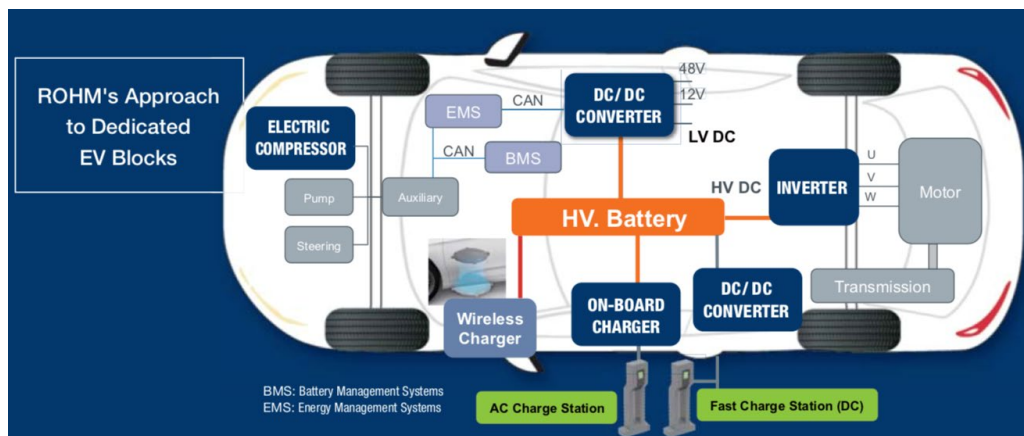 ROHM's Approach
to Dedicated
EV Blocks
ELECTRIC
COMPRESSOR
Pump
Steering
Auxiliary
EMS
CAN
CAN
BMS
DC/DC
CONVERTER
48V
12V
LV DC
HV. Battery
HV DC
INVERTER
U
V
W
Motor
Transmission
Wireless
Charger
ON-BOARD
CHARGER
DC/DC
CONVERTER
BMS: Battery Management Systems
EMS: Energy Management Systems
AC Charge Station
Fast Charge Station (DC)